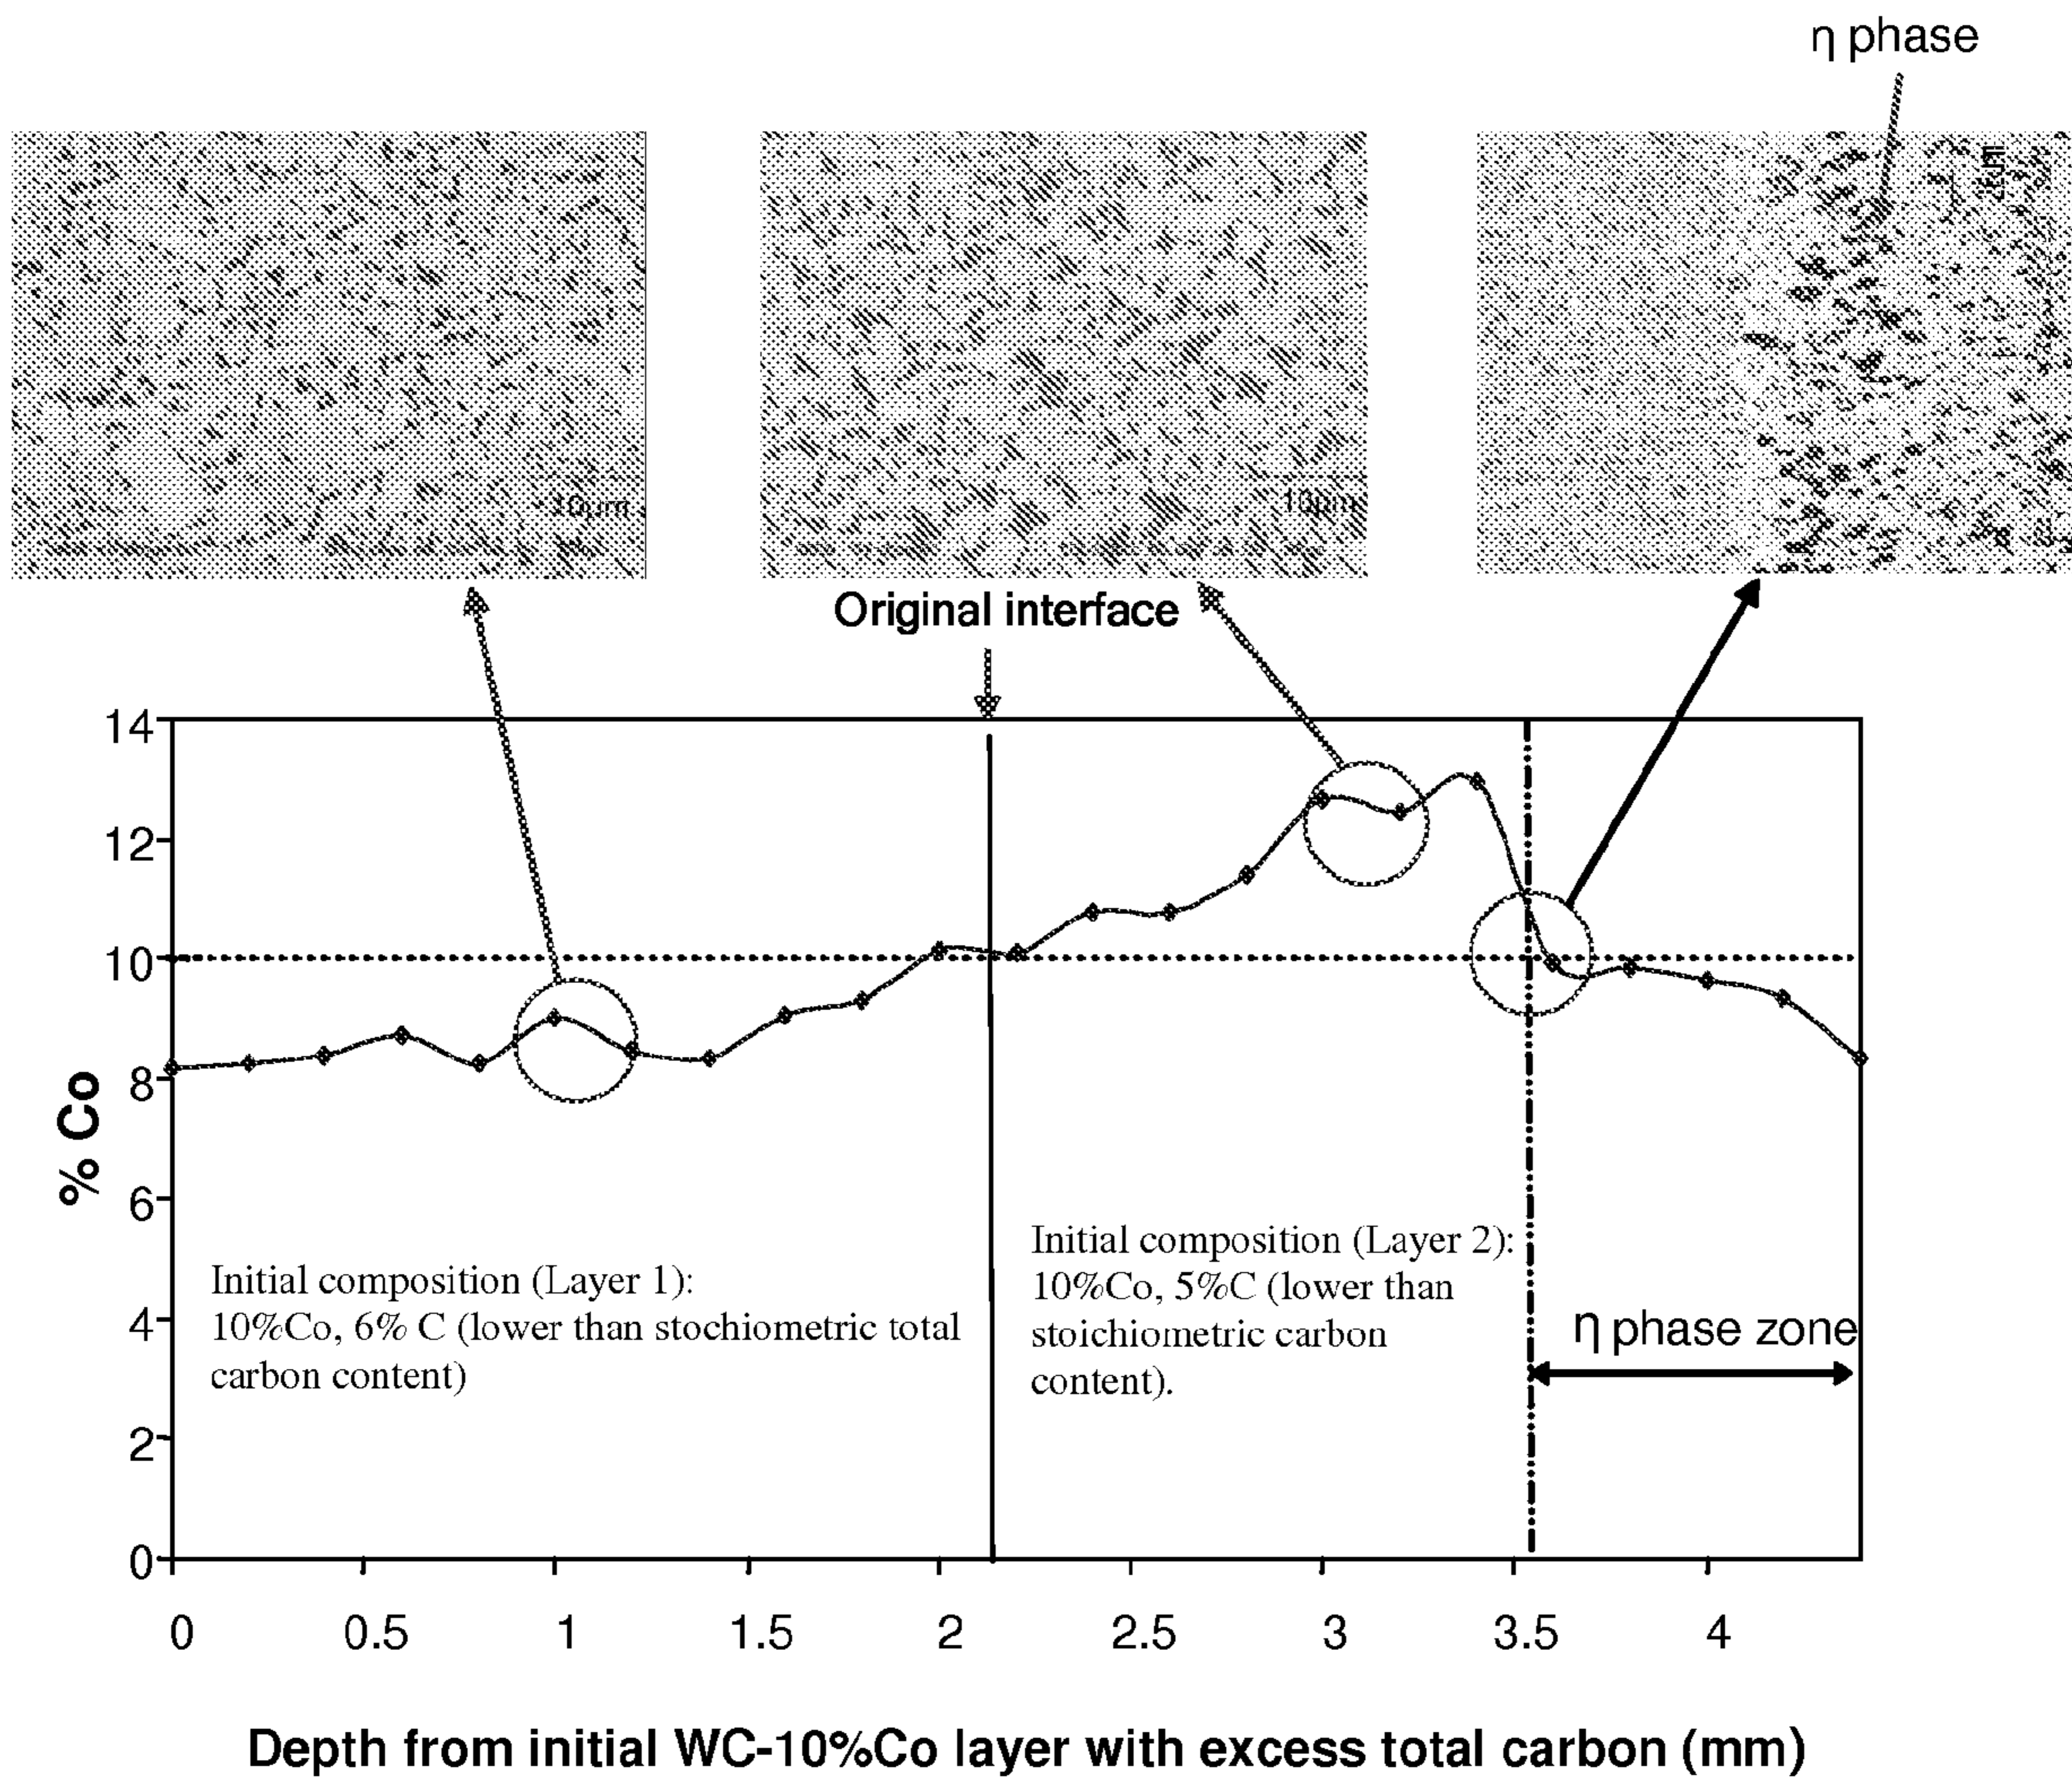 η phase
10µm
10µm
Original interface
14
12
10
8
6
4
2
0
% Co
Initial composition (Layer 1):
10%Co, 6% C (lower than stochiometric total
carbon content)
Initial composition (Layer 2):
10%Co, 5%C (lower than
stoichiometric carbon
content).
η phase zone
0 0.5 1 1.5 2 2.5 3 3.5 4
Depth from initial WC-10%Co layer with excess total carbon (mm)